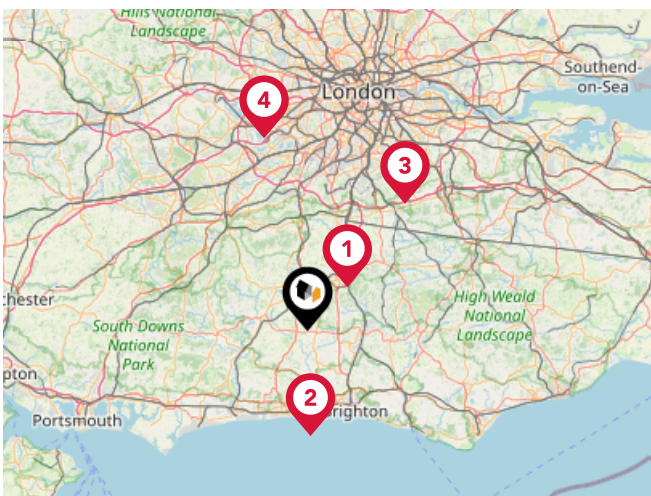 Hills National
Landscape
Southend-
on-Sea
London
4
3
1
chester
High Weald
National
Landscape
South Downs
National
Park
pton
2
righton
Portsmouth